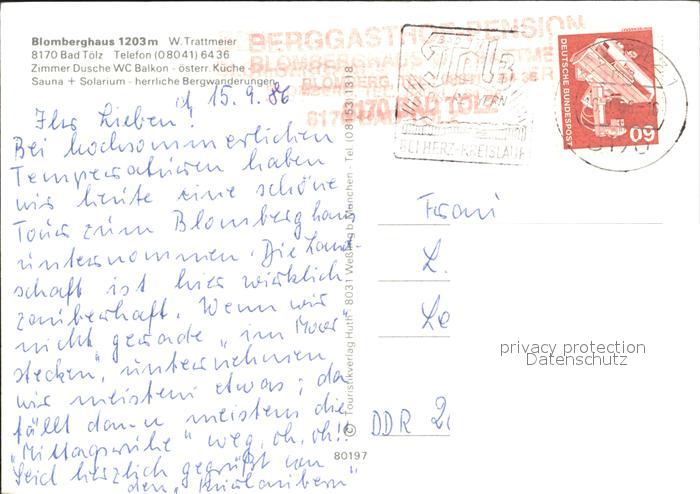 Blomberghaus 1203m W. Trattmeier
8170 Bad Tölz Telefon (08041) 6436
Zimmer Dusche WC Balkon - österr. Küche
Sauna + Solarium - herrliche Bergwanderungen
BERGGASTHOF-PENSION
BLOMBERGHAUS
8170 BAD TÖLZ
Tölz
BEI HERZ-KREISLAUF
DEUTSCHE BUNDESPOST
60
15.9.86
Ihr Lieben!
Bei hochsommerlichen
Temperaturen haben
wir heute eine schöne
Tour zum Blomberghaus
unternommen. Die Land-
schaft ist hier wirklich
zauberhaft. Wenn wir
nicht gerade „im Moor
stecken", unternehmen
wir meistens etwas; da
fällt dann meistens die
„Mittagsruhe" weg, oh, oh!!
Seid herzlich gegrüßt von
den
Frau
L.
Le
DDR
privacy protection
Datenschutz
© Touristikverlag Huth · 8031 Weßling b. München · Tel. (08153) 1318
80197